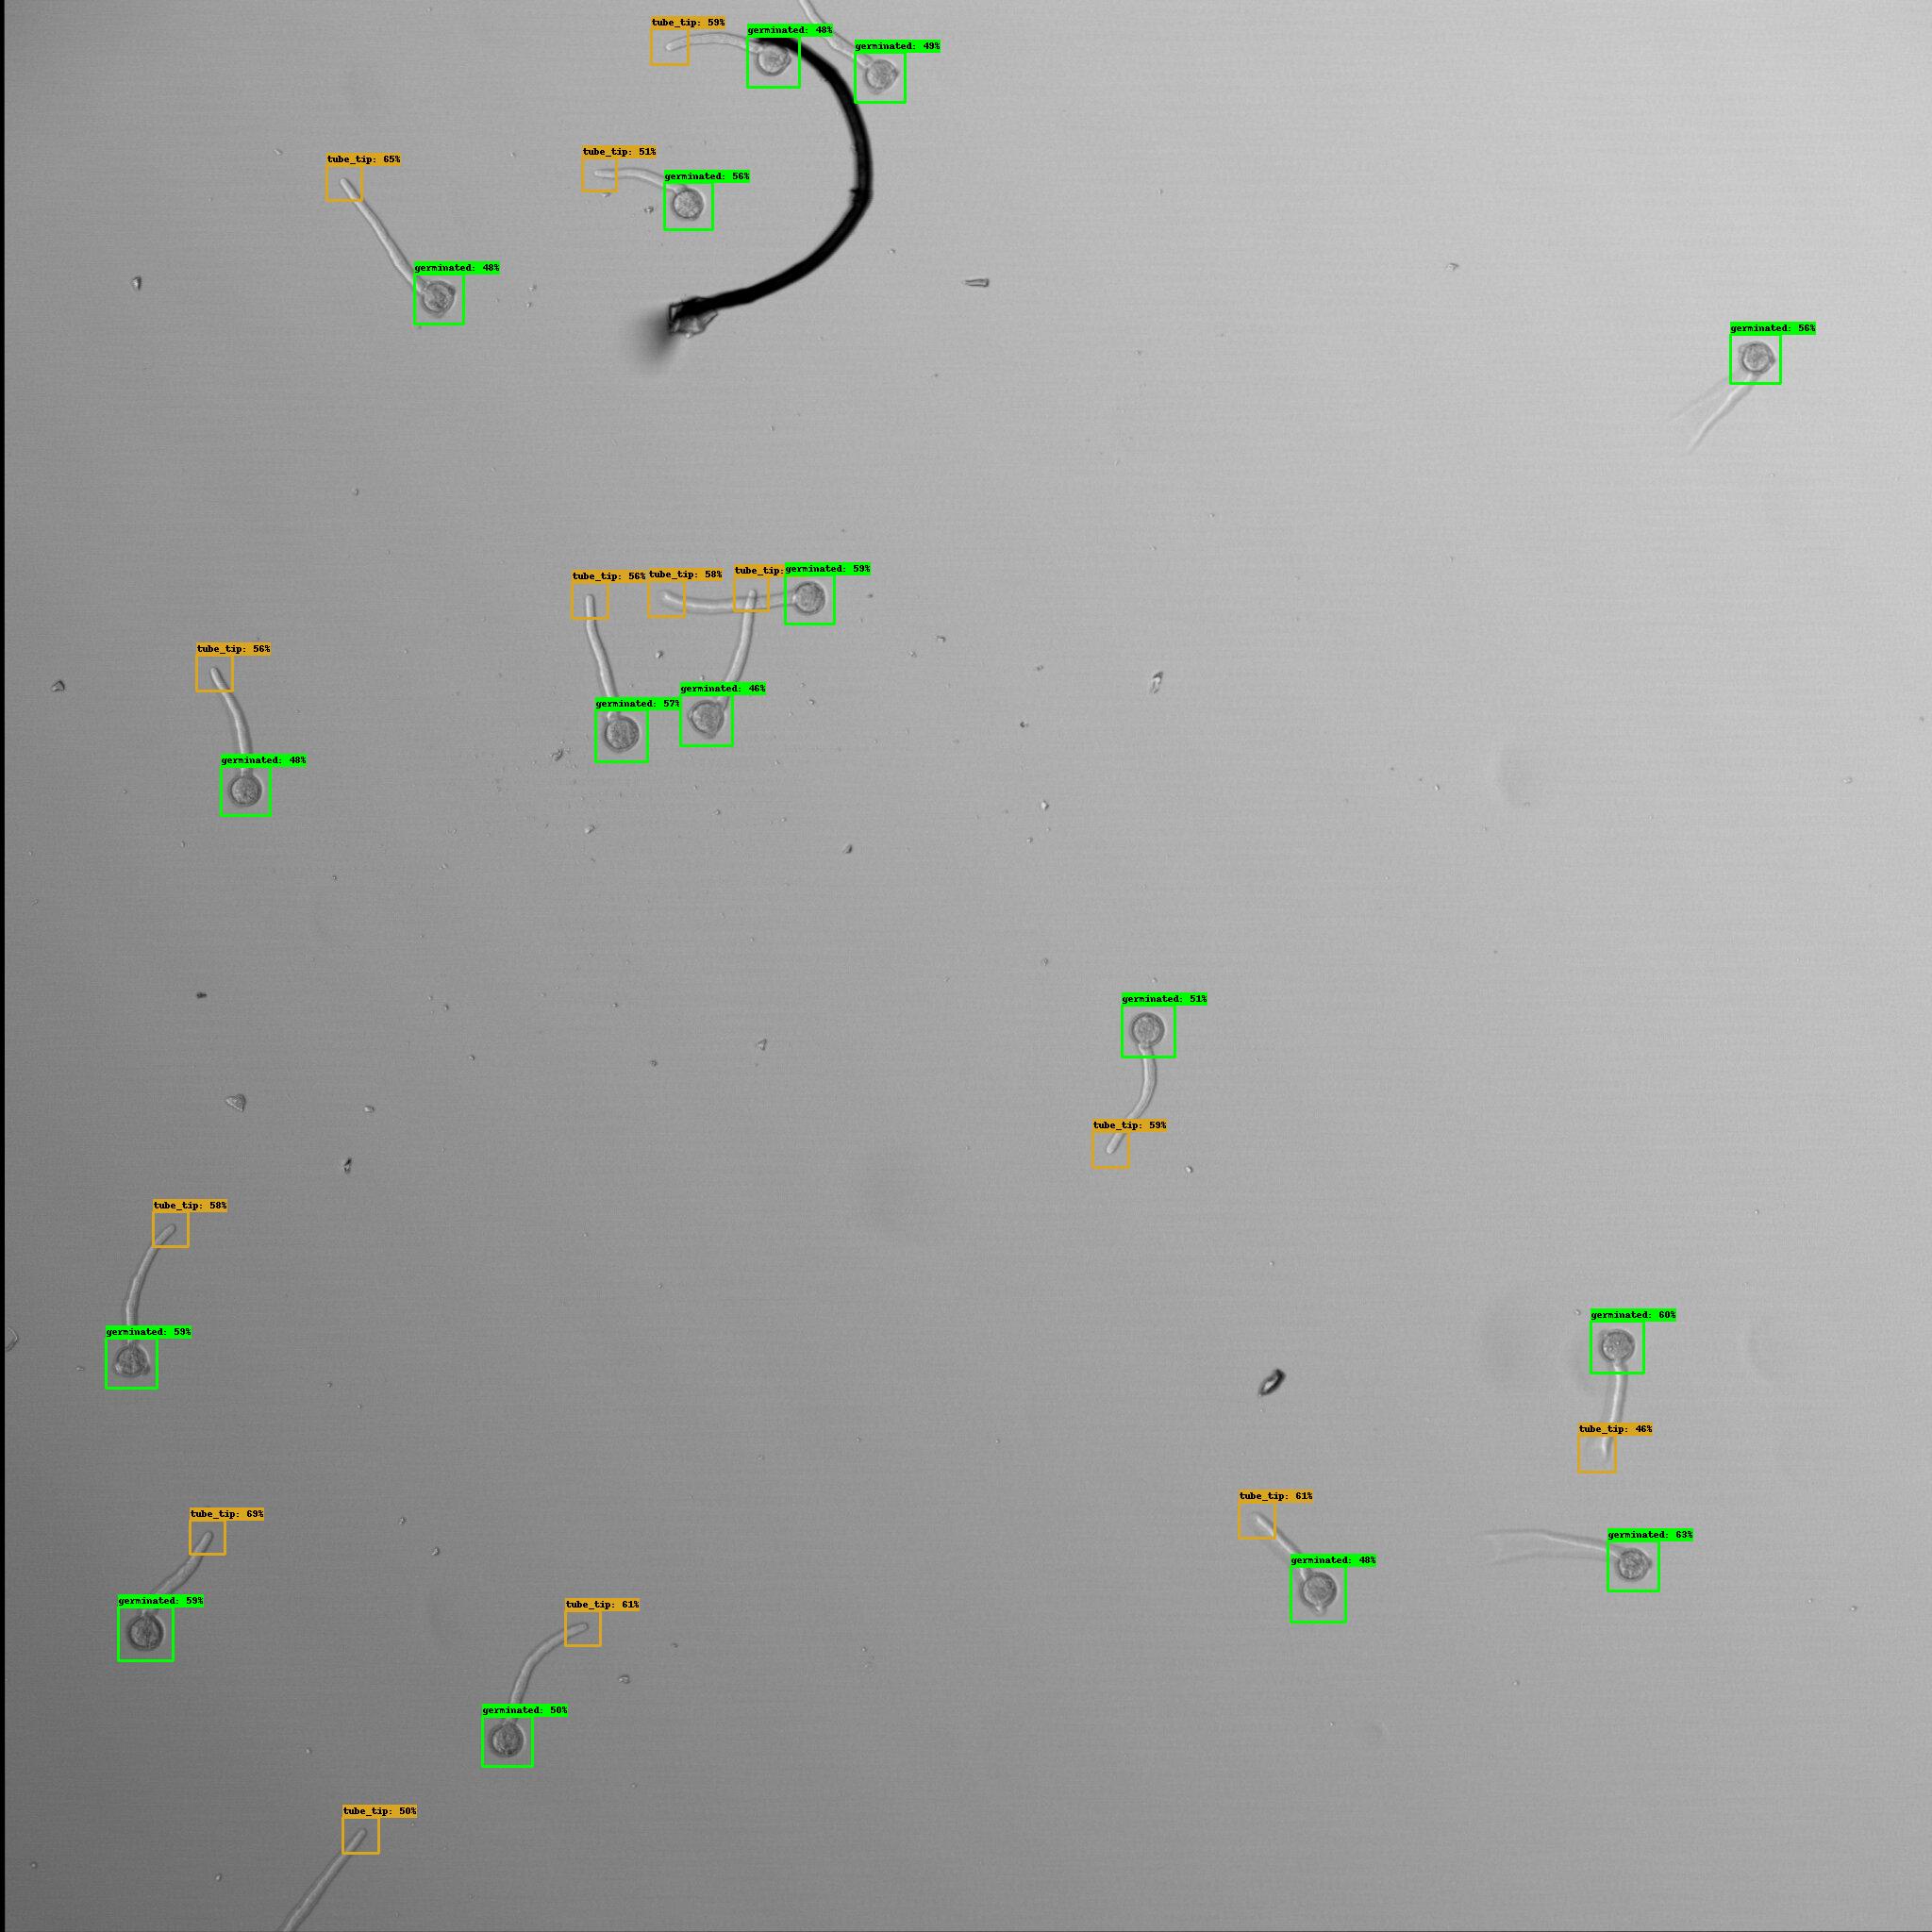 tube_tip: 59%
germinated: 48%
germinated: 49%
tube_tip: 51%
tube_tip: 65%
germinated: 56%
germinated: 48%
germinated: 56%
germinated: 59%
tube_tip: 56%
tube_tip: 58%
tube_tip:
tube_tip: 56%
germinated: 46%
germinated: 57%
germinated: 48%
germinated: 51%
tube_tip: 59%
tube_tip: 58%
germinated: 60%
germinated: 59%
tube_tip: 46%
tube_tip: 61%
tube_tip: 69%
germinated: 63%
germinated: 48%
germinated: 59%
tube_tip: 61%
germinated: 50%
tube_tip: 50%